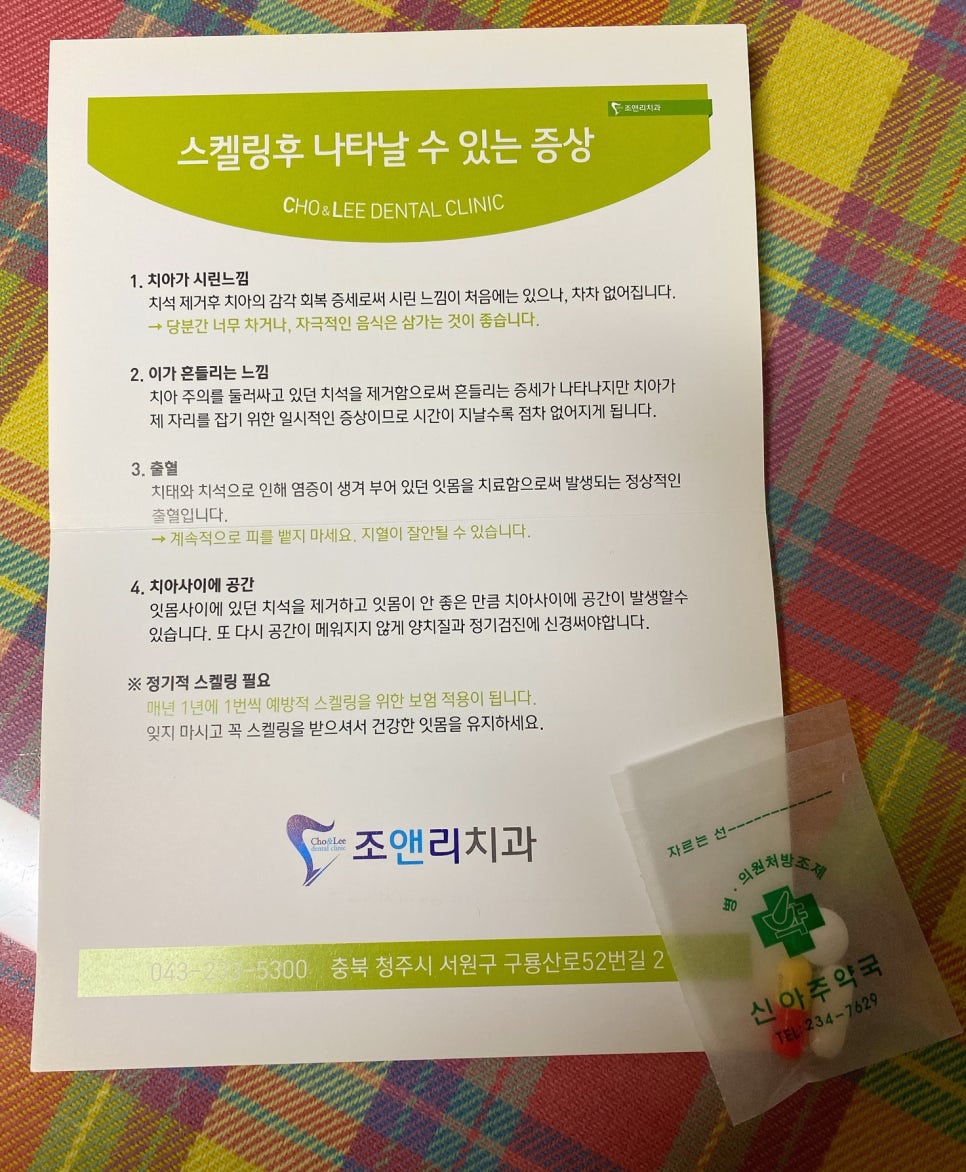 조앤리치과
스켈링후 나타날 수 있는 증상
CHO & LEE DENTAL CLINIC
1. 치아가 시린느낌
치석 제거후 치아의 감각 회복 증세로써 시린 느낌이 처음에는 있으나, 차차 없어집니다.
→ 당분간 너무 차거나, 자극적인 음식은 삼가는 것이 좋습니다.
2. 이가 흔들리는 느낌
치아 주의를 둘러싸고 있던 치석을 제거함으로써 흔들리는 증세가 나타나지만 치아가
제 자리를 잡기 위한 일시적인 증상이므로 시간이 지날수록 점차 없어지게 됩니다.
3. 출혈
치태와 치석으로 인해 염증이 생겨 부어 있던 잇몸을 치료함으로써 발생되는 정상적인
출혈입니다.
→ 계속적으로 피를 뱉지 마세요. 지혈이 잘안될 수 있습니다.
4. 치아사이에 공간
잇몸사이에 있던 치석을 제거하고 잇몸이 안 좋은 만큼 치아사이에 공간이 발생할수
있습니다. 또 다시 공간이 메워지지 않게 양치질과 정기검진에 신경써야합니다.
※ 정기적 스켈링 필요
매년 1년에 1번씩 예방적 스켈링을 위한 보험 적용이 됩니다.
잊지 마시고 꼭 스켈링을 받으셔서 건강한 잇몸을 유지하세요.
Cho&Lee
dental clinic
조앤리치과
충북 청주시 서원구 구룡산로52번길 2
자르는 선
병·의원처방조제
신아주약국
TEL: 234-7629